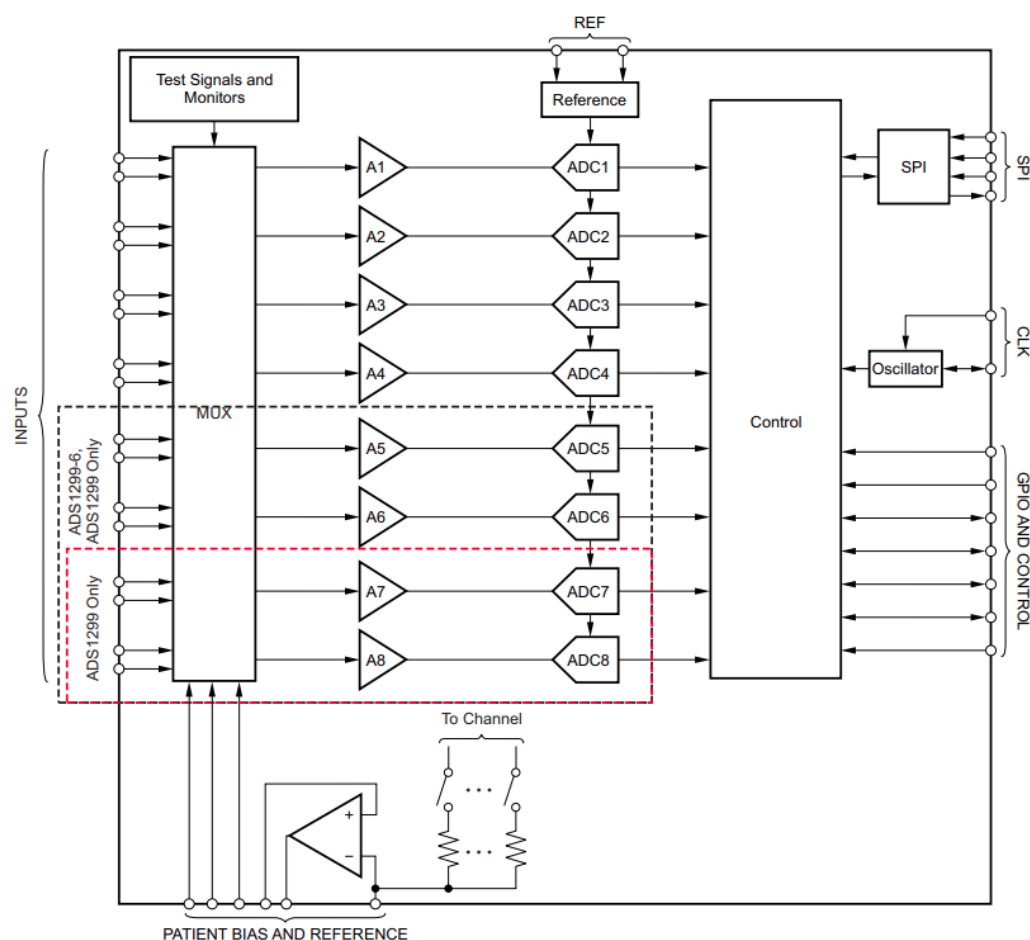 REF
Test Signals and
Monitors
Reference
A1
ADC1
SPI
SPI
A2
ADC2
A3
ADC3
CLK
A4
ADC4
Oscillator
INPUTS
MUX
Control
ADS1299-6,
ADS1299 Only
A5
ADC5
A6
ADC6
GPIO AND CONTROL
ADS1299 Only
A7
ADC7
A8
ADC8
To Channel
+
−
PATIENT BIAS AND REFERENCE